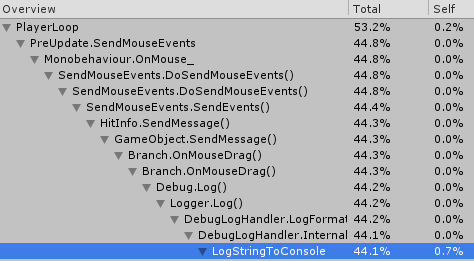 Overview Total Self
PlayerLoop 53.2% 0.2%
PreUpdate.SendMouseEvents 44.8% 0.0%
Monobehaviour.OnMouse_ 44.8% 0.0%
SendMouseEvents.DoSendMouseEvents() 44.8% 0.0%
SendMouseEvents.DoSendMouseEvents() 44.8% 0.0%
SendMouseEvents.SendEvents() 44.4% 0.0%
HitInfo.SendMessage() 44.3% 0.0%
GameObject.SendMessage() 44.3% 0.0%
Branch.OnMouseDrag() 44.3% 0.0%
Branch.OnMouseDrag() 44.3% 0.0%
Debug.Log() 44.2% 0.0%
Logger.Log() 44.2% 0.0%
DebugLogHandler.LogFormat 44.2% 0.0%
DebugLogHandler.Internal 44.1% 0.0%
LogStringToConsole 44.1% 0.7%